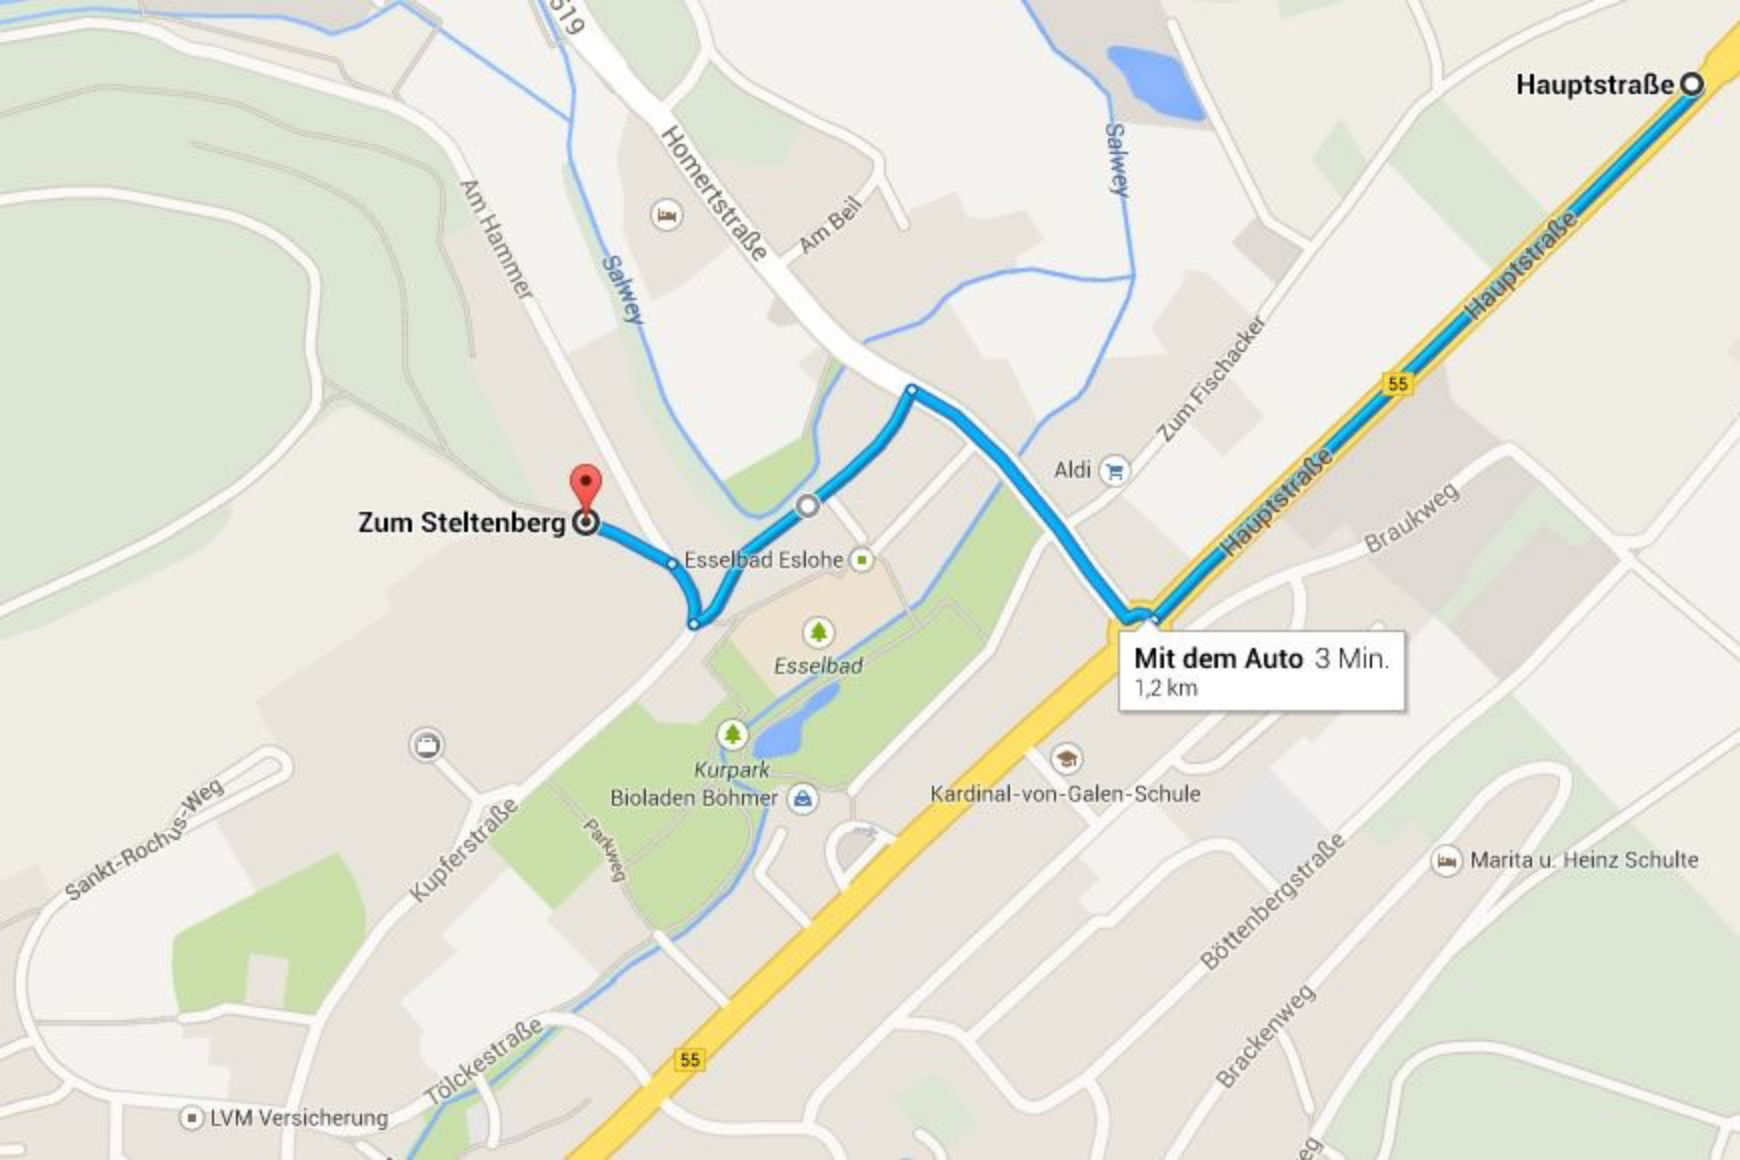 619
Hauptstraße
Salwey
Homertstraße
Am Hammer
Am Beil
Hauptstraße
Salwey
Zum Fischacker
55
Aldi
Hauptstraße
Zum Steltenberg
Braukweg
Esselbad Eslohe
Esselbad
Mit dem Auto 3 Min.
1,2 km
Kurpark
Bioladen Böhmer
Kardinal-von-Galen-Schule
Sankt-Rochus-Weg
Kupferstraße
Parkweg
Marita u. Heinz Schulte
Böttenbergstraße
Brackenweg
Tölckestraße
55
LVM Versicherung
eg